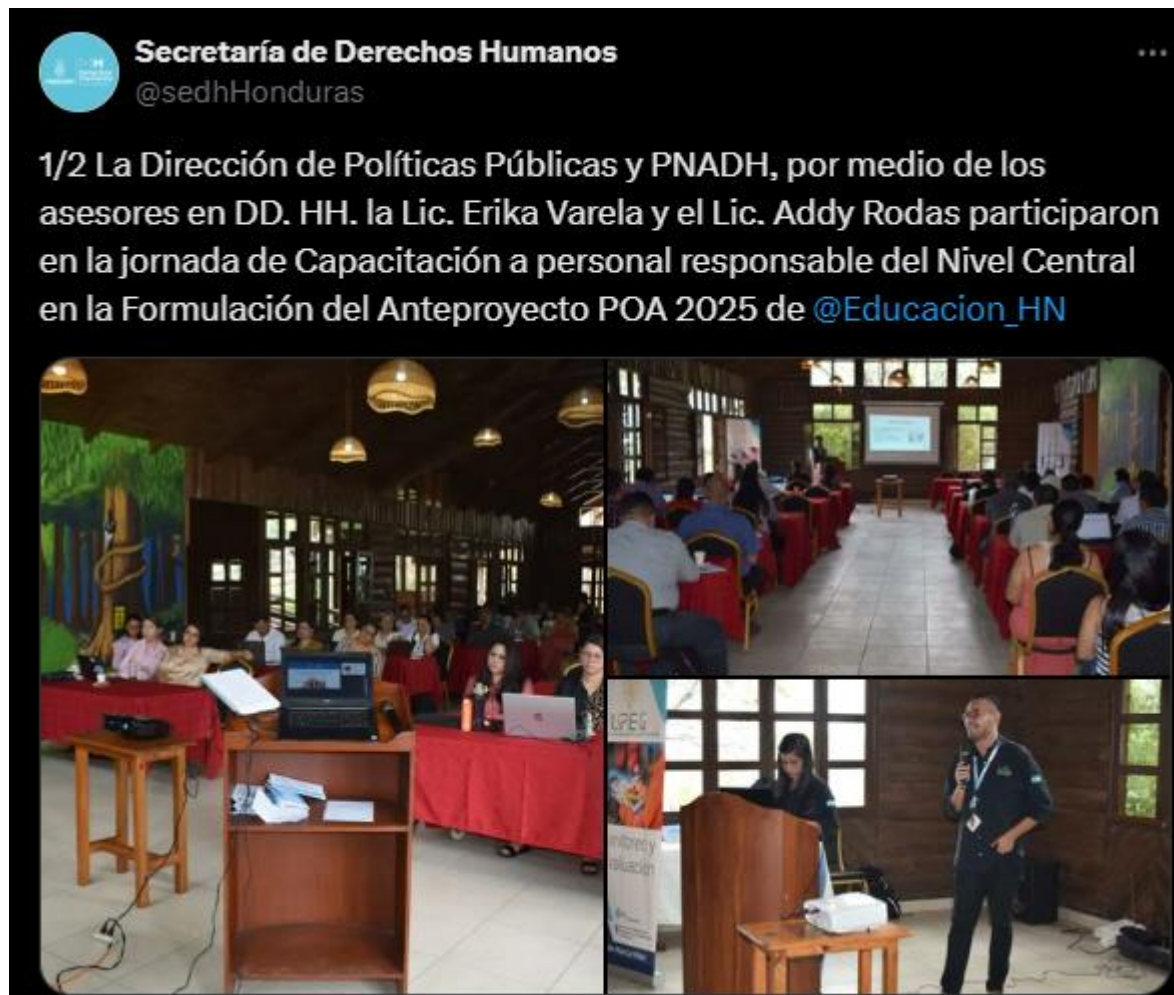 Secretaría de Derechos Humanos
@sedhHonduras
1/2 La Dirección de Políticas Públicas y PNADH, por medio de los
asesores en DD. HH. la Lic. Erika Varela y el Lic. Addy Rodas participaron
en la jornada de Capacitación a personal responsable del Nivel Central
en la Formulación del Anteproyecto POA 2025 de @Educacion_HN
UPEG